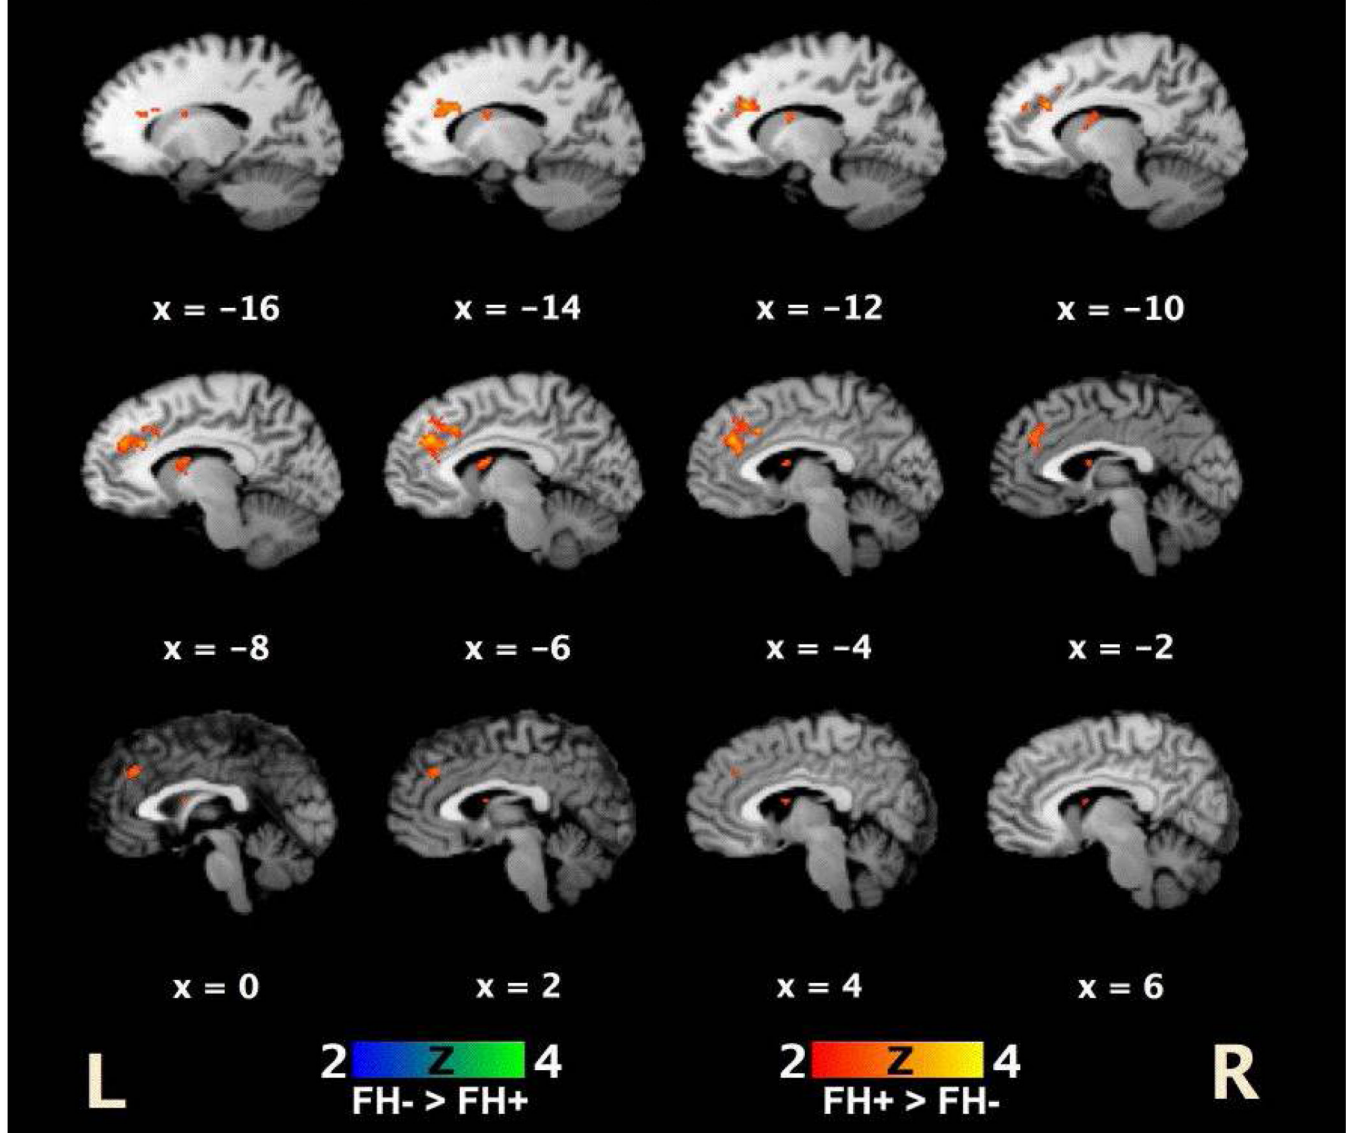 x = –16
x = –14
x = –12
x = –10
x = –8
x = –6
x = –4
x = –2
x = 0
x = 2
x = 4
x = 6
L
2 Z 4
FH- > FH+
2 Z 4
FH+ > FH-
R